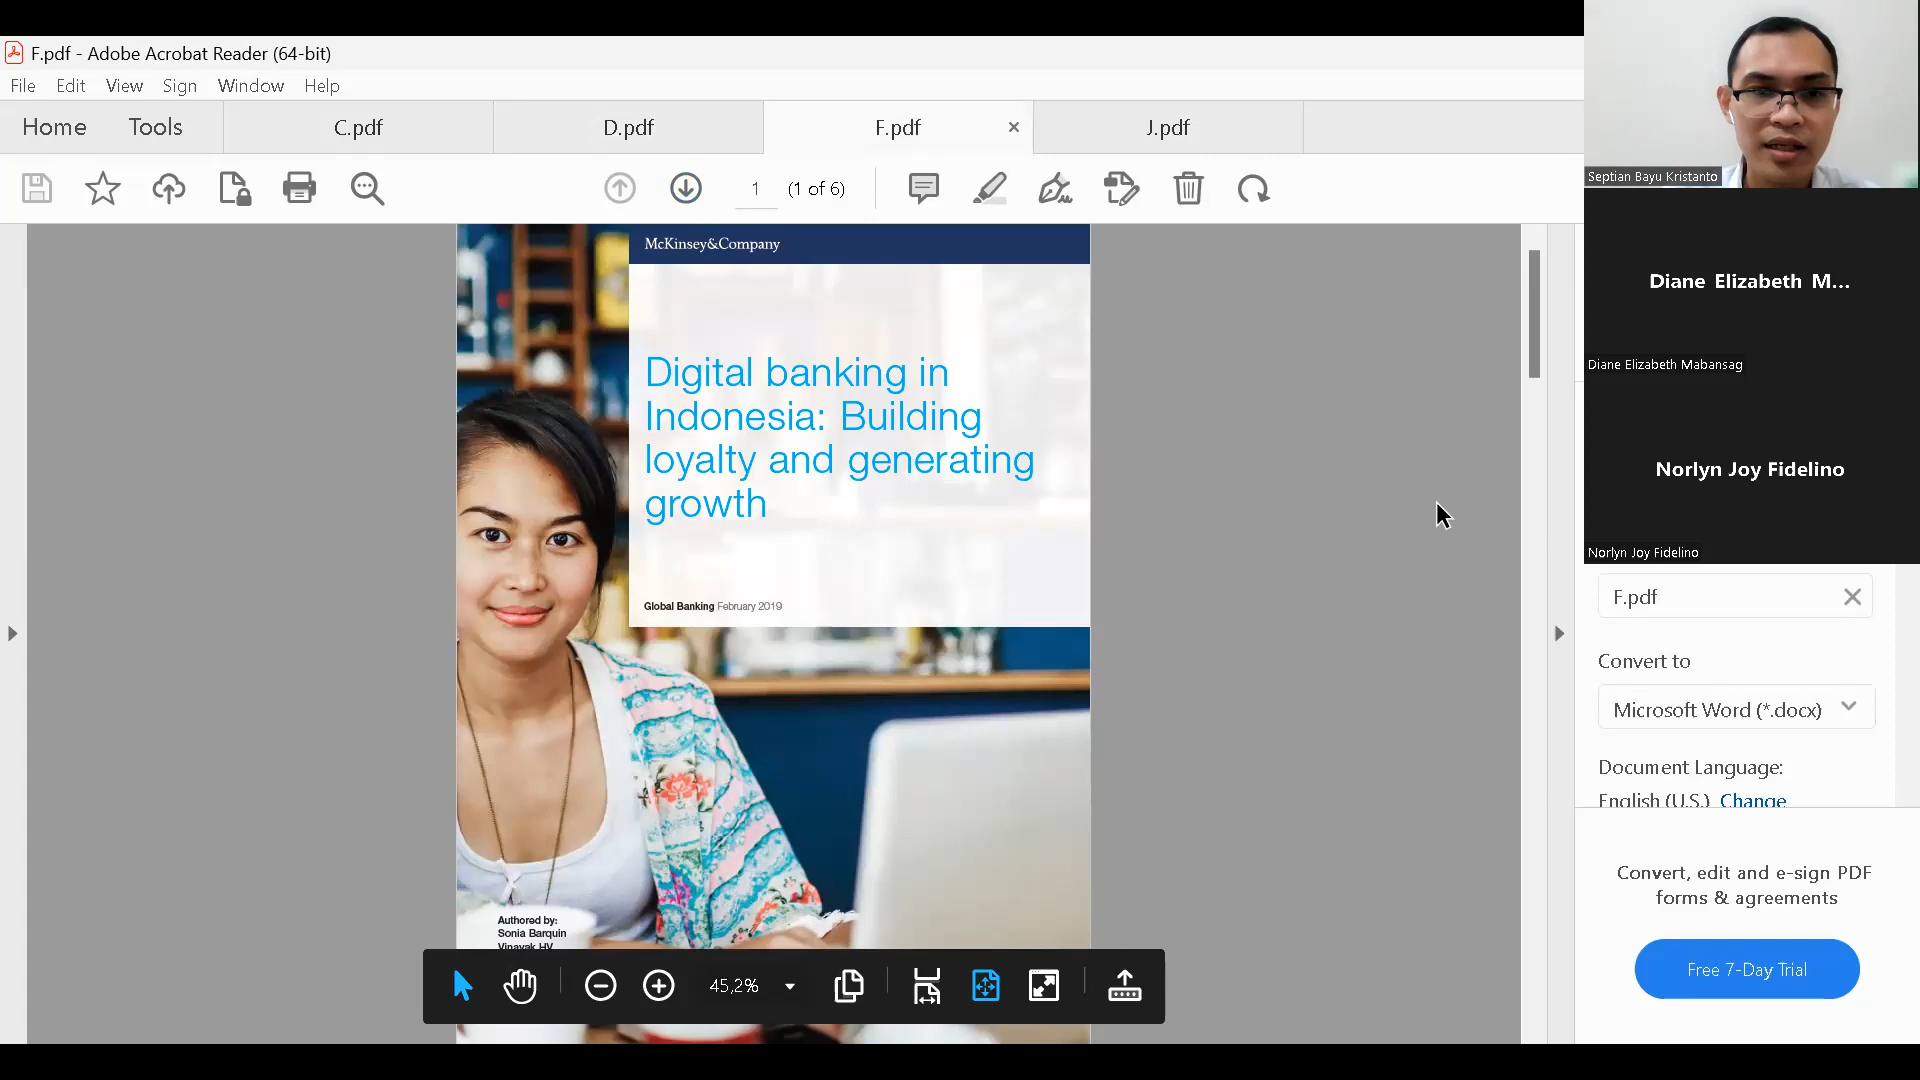 F.pdf - Adobe Acrobat Reader (64-bit)
File Edit View Sign Window Help
Home Tools C.pdf D.pdf F.pdf J.pdf
1 (1 of 6)
McKinsey&Company
Digital banking in
Indonesia: Building
loyalty and generating
growth
Global Banking February 2019
Authored by:
Sonia Barquin
Vinayak HV
45,2%
Septian Bayu Kristanto
Diane Elizabeth M...
Diane Elizabeth Mabansag
Norlyn Joy Fidelino
Norlyn Joy Fidelino
F.pdf
Convert to
Microsoft Word (*.docx)
Document Language:
English (U.S.) Change
Convert, edit and e-sign PDF
forms & agreements
Free 7-Day Trial